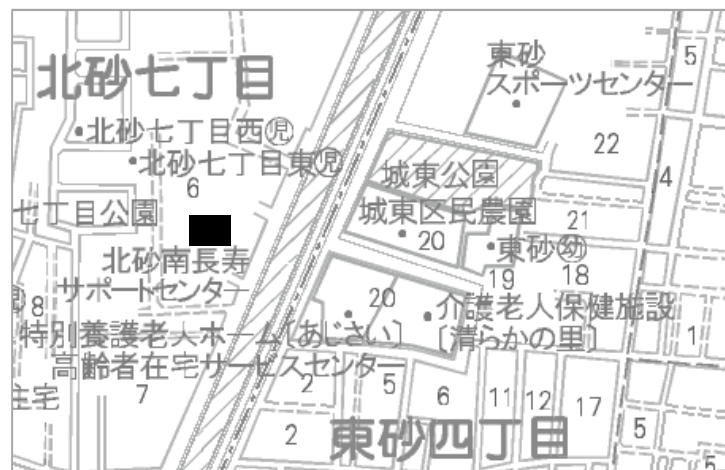 北砂七丁目
東砂
スポーツセンター
5
北砂七丁目西児
北砂七丁目東児
22
城東公園
4
6
七丁目公園
城東区民農園
20
21
東砂幼
北砂南長寿
サポートセンター
19
18
8
20
介護老人保健施設
〔清らかの里〕
1
特別養護老人ホーム〔あじさい〕
高齢者在宅サービスセンター
住宅
7
2
5
6
11
12
17
2
東砂四丁目
5
5